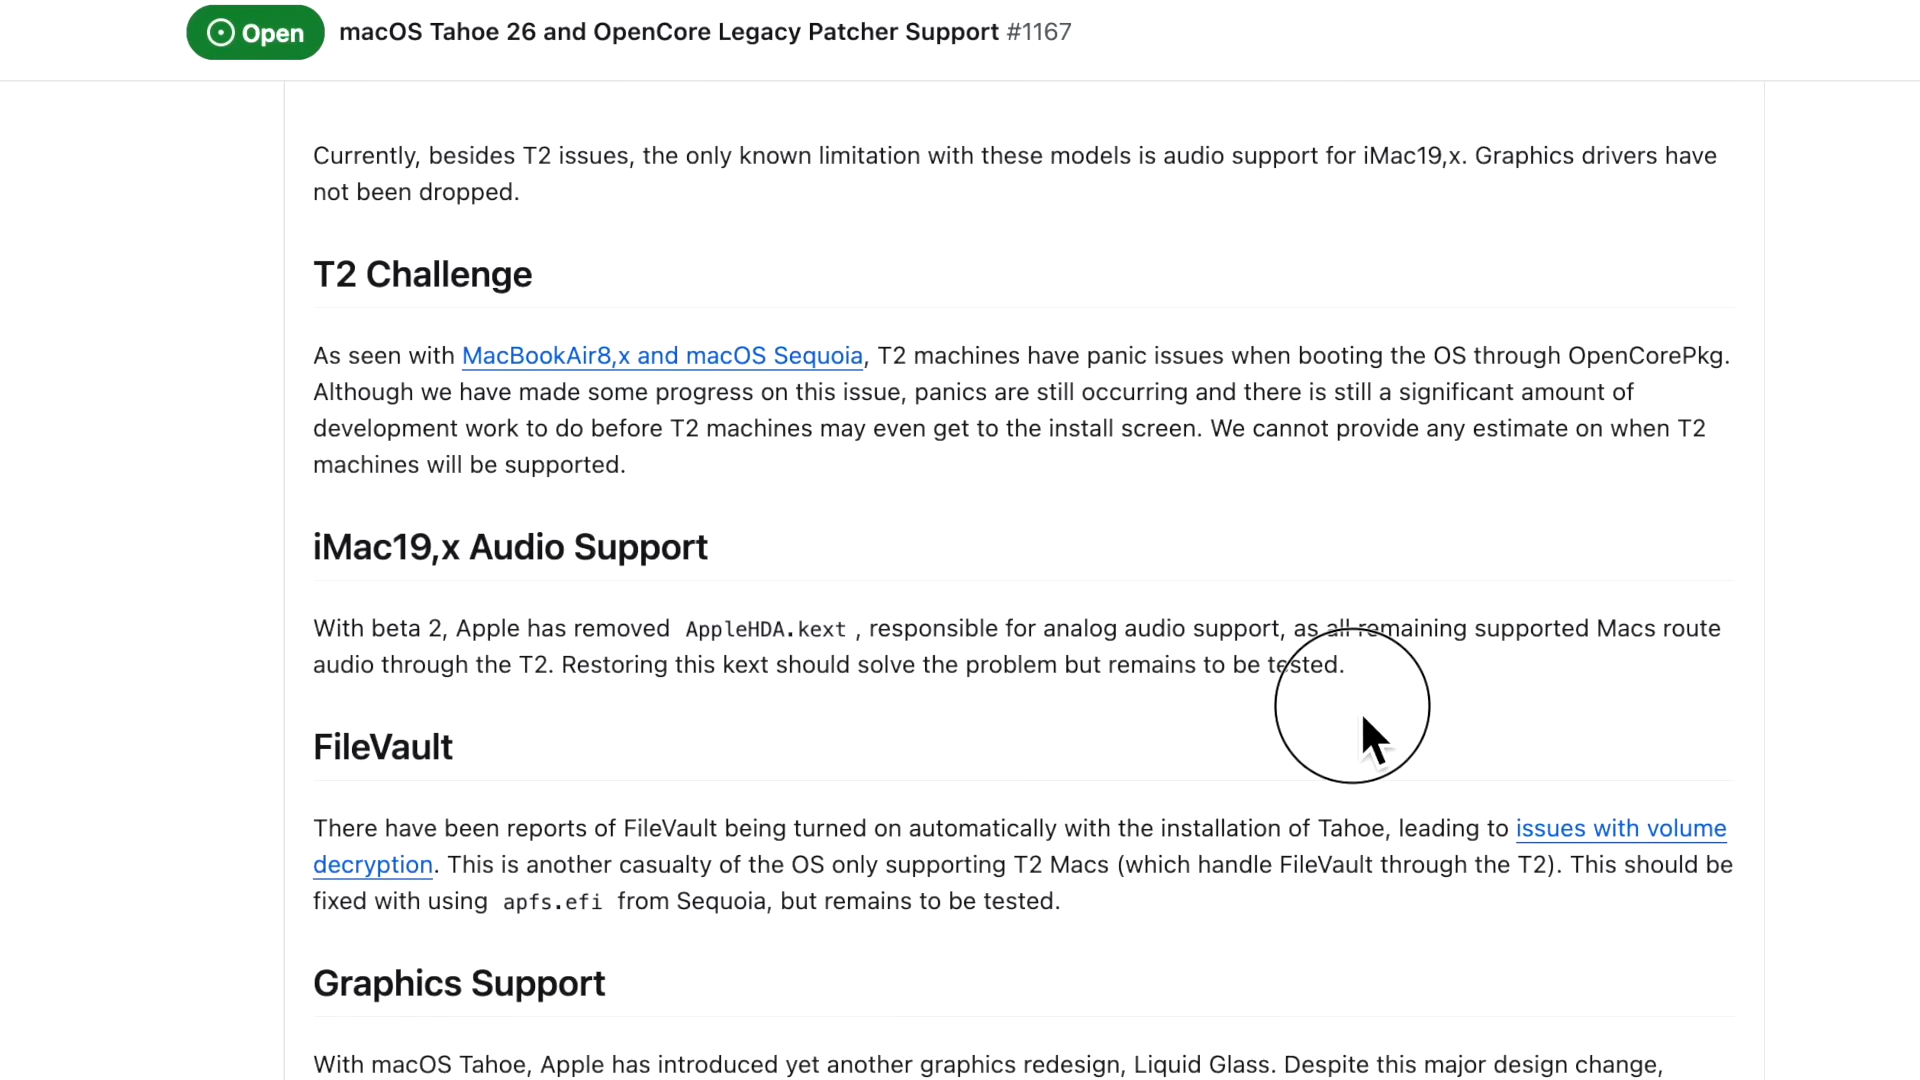 Open macOS Tahoe 26 and OpenCore Legacy Patcher Support #1167
Currently, besides T2 issues, the only known limitation with these models is audio support for iMac19,x. Graphics drivers have
not been dropped.
T2 Challenge
As seen with MacBookAir8,x and macOS Sequoia, T2 machines have panic issues when booting the OS through OpenCorePkg.
Although we have made some progress on this issue, panics are still occurring and there is still a significant amount of
development work to do before T2 machines may even get to the install screen. We cannot provide any estimate on when T2
machines will be supported.
iMac19,x Audio Support
With beta 2, Apple has removed AppleHDA.kext , responsible for analog audio support, as all remaining supported Macs route
audio through the T2. Restoring this kext should solve the problem but remains to be tested.
FileVault
There have been reports of FileVault being turned on automatically with the installation of Tahoe, leading to issues with volume
decryption. This is another casualty of the OS only supporting T2 Macs (which handle FileVault through the T2). This should be
fixed with using apfs.efi from Sequoia, but remains to be tested.
Graphics Support
With macOS Tahoe, Apple has introduced yet another graphics redesign, Liquid Glass. Despite this major design change,